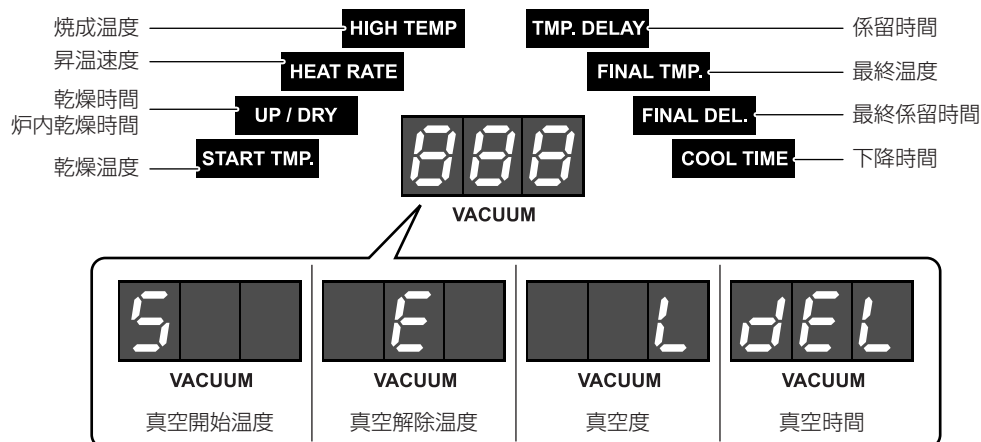 焼成温度
HIGH TEMP
TMP. DELAY
係留時間
昇温速度
HEAT RATE
FINAL TMP.
最終温度
乾燥時間
炉内乾燥時間
UP / DRY
FINAL DEL.
最終係留時間
乾燥温度
START TMP.
COOL TIME
下降時間
888
VACUUM
S
E
L
dEL
VACUUM
VACUUM
VACUUM
VACUUM
真空開始温度
真空解除温度
真空度
真空時間